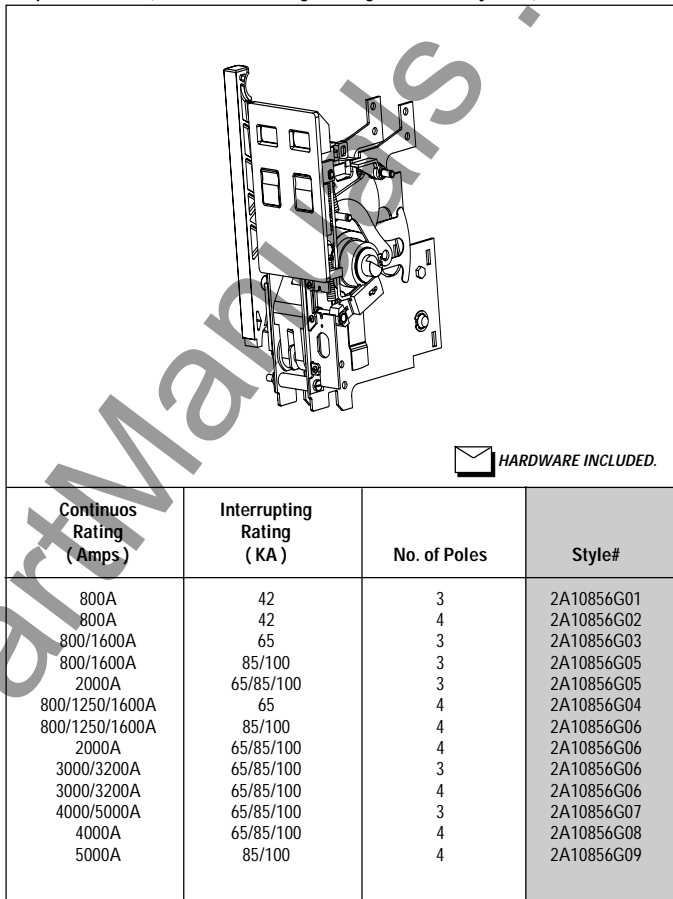 HARDWARE INCLUDED.
Continuos Rating ( Amps ) Interrupting Rating ( KA ) No. of Poles Style#
800A 42 3 2A10856G01
800A 42 4 2A10856G02
800/1600A 65 3 2A10856G03
800/1600A 85/100 3 2A10856G05
2000A 65/85/100 3 2A10856G05
800/1250/1600A 65 4 2A10856G04
800/1250/1600A 85/100 4 2A10856G06
2000A 65/85/100 4 2A10856G06
3000/3200A 65/85/100 3 2A10856G06
3000/3200A 65/85/100 4 2A10856G06
4000/5000A 65/85/100 3 2A10856G07
4000A 65/85/100 4 2A10856G08
5000A 85/100 4 2A10856G09
artManuals .